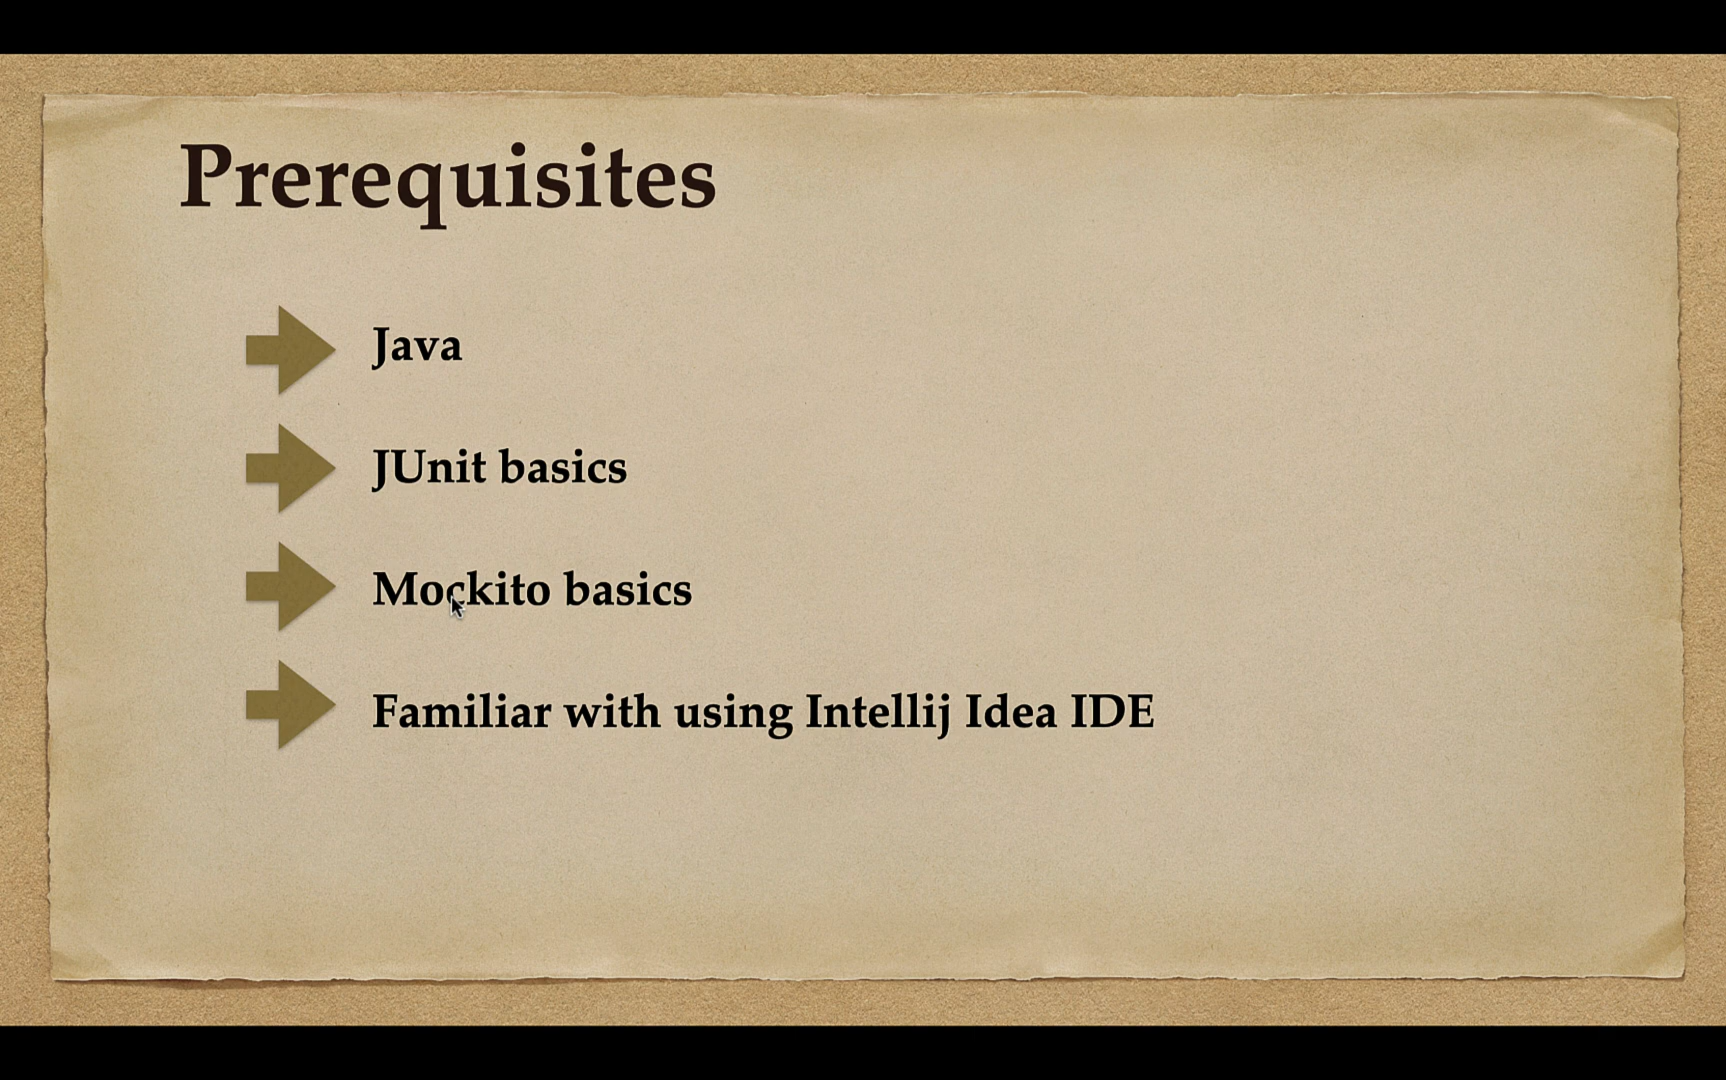 Prerequisites
Java
JUnit basics
Mockito basics
Familiar with using Intellij Idea IDE